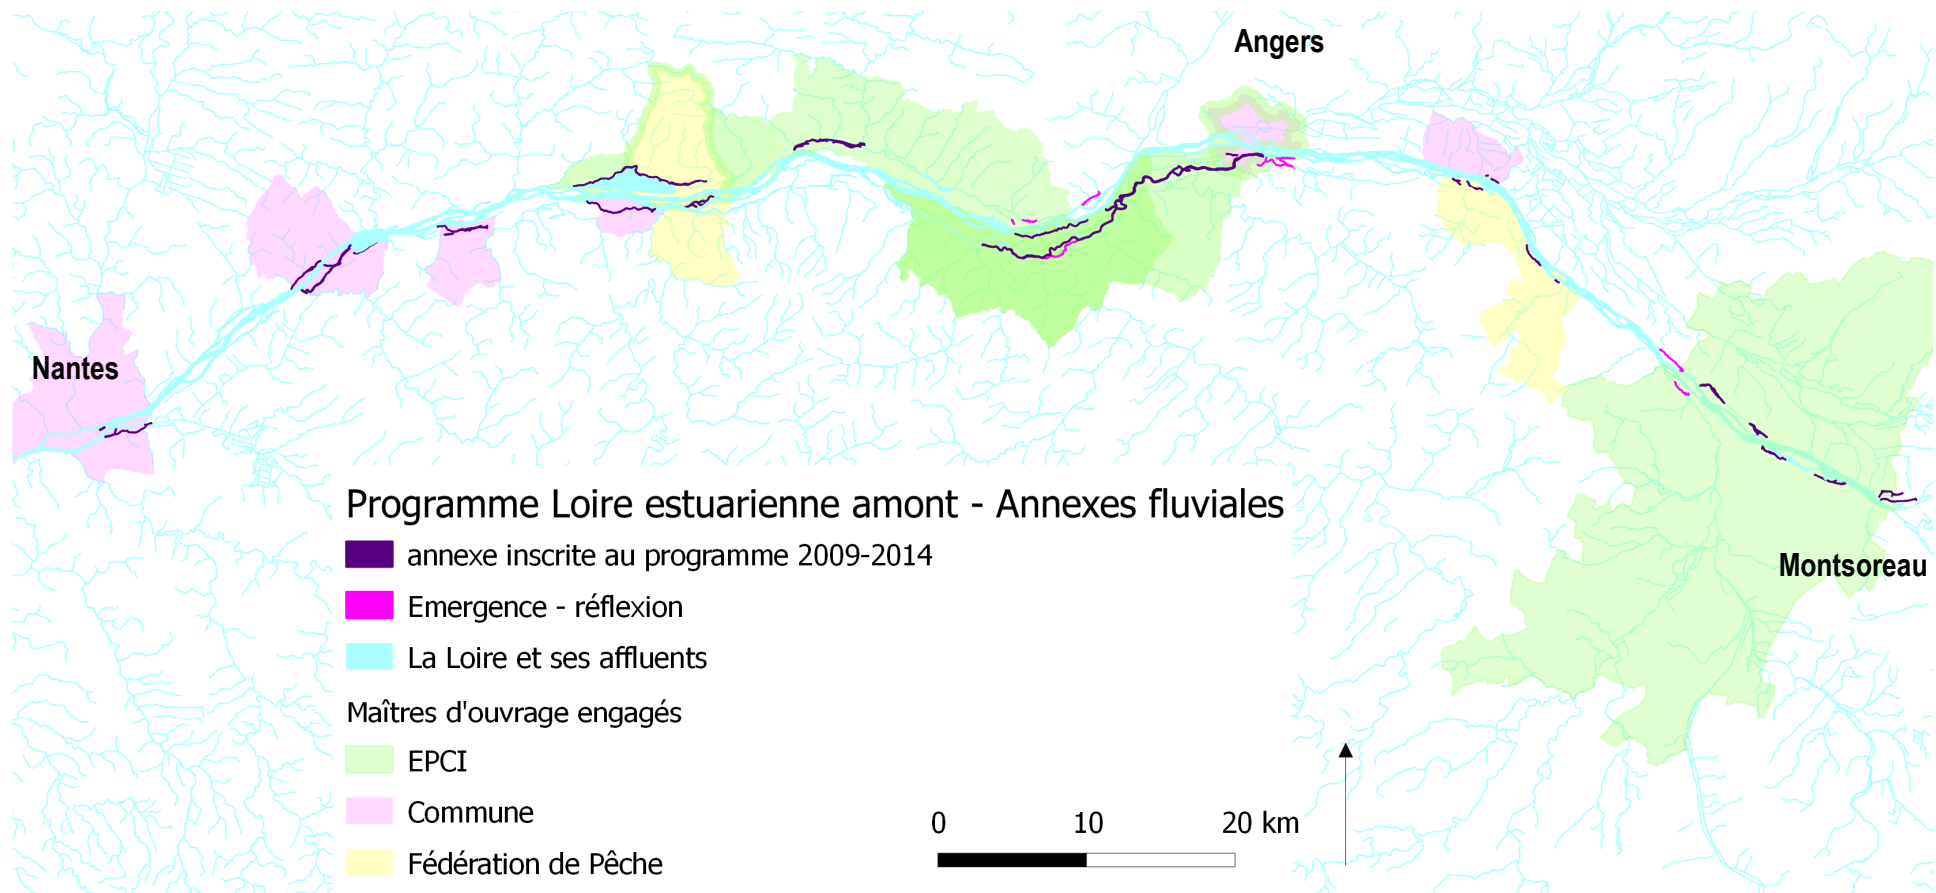 Angers
Nantes
Programme Loire estuarienne amont - Annexes fluviales
annexe inscrite au programme 2009-2014
Emergence - réflexion
La Loire et ses affluents
Montsoreau
Maîtres d'ouvrage engagés
EPCI
Commune
Fédération de Pêche
0 10 20 km